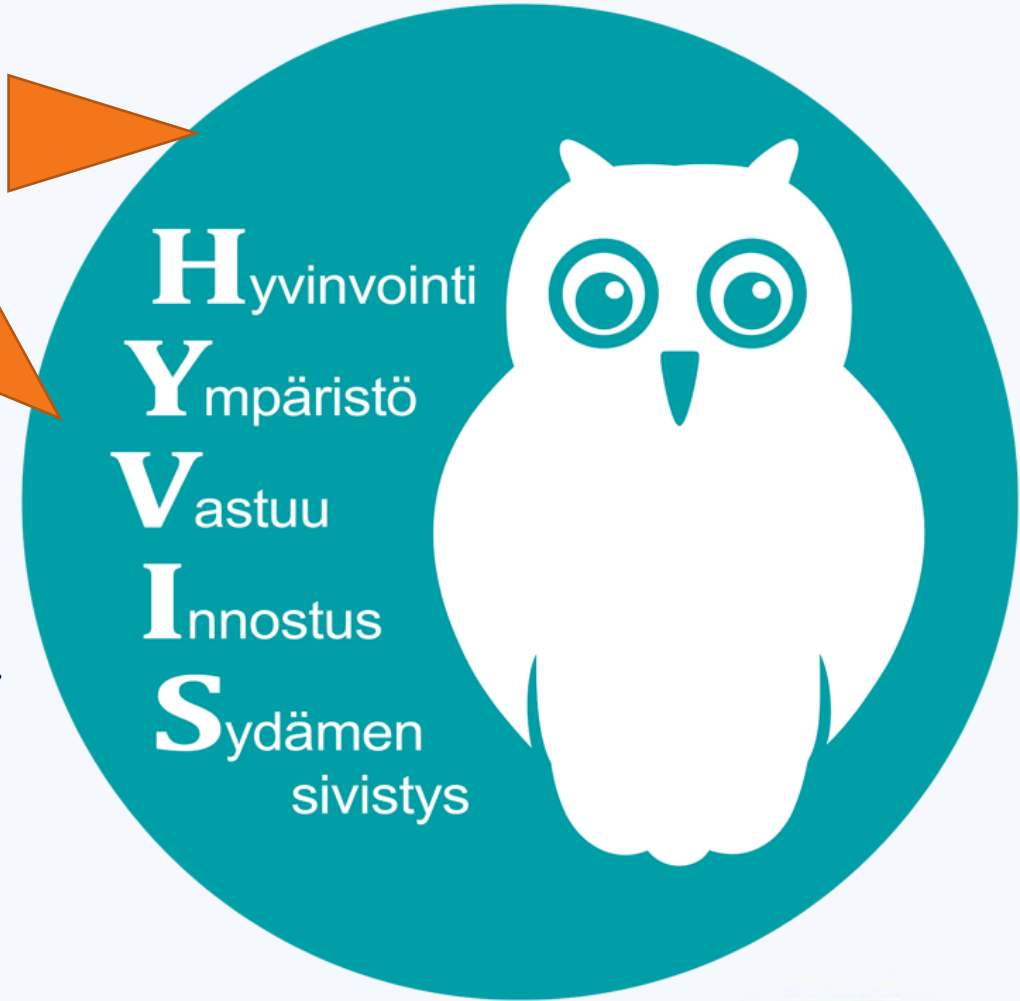 Hyvinvointi
Ympäristö
Vastuu
Innostus
Sydämen
sivistys